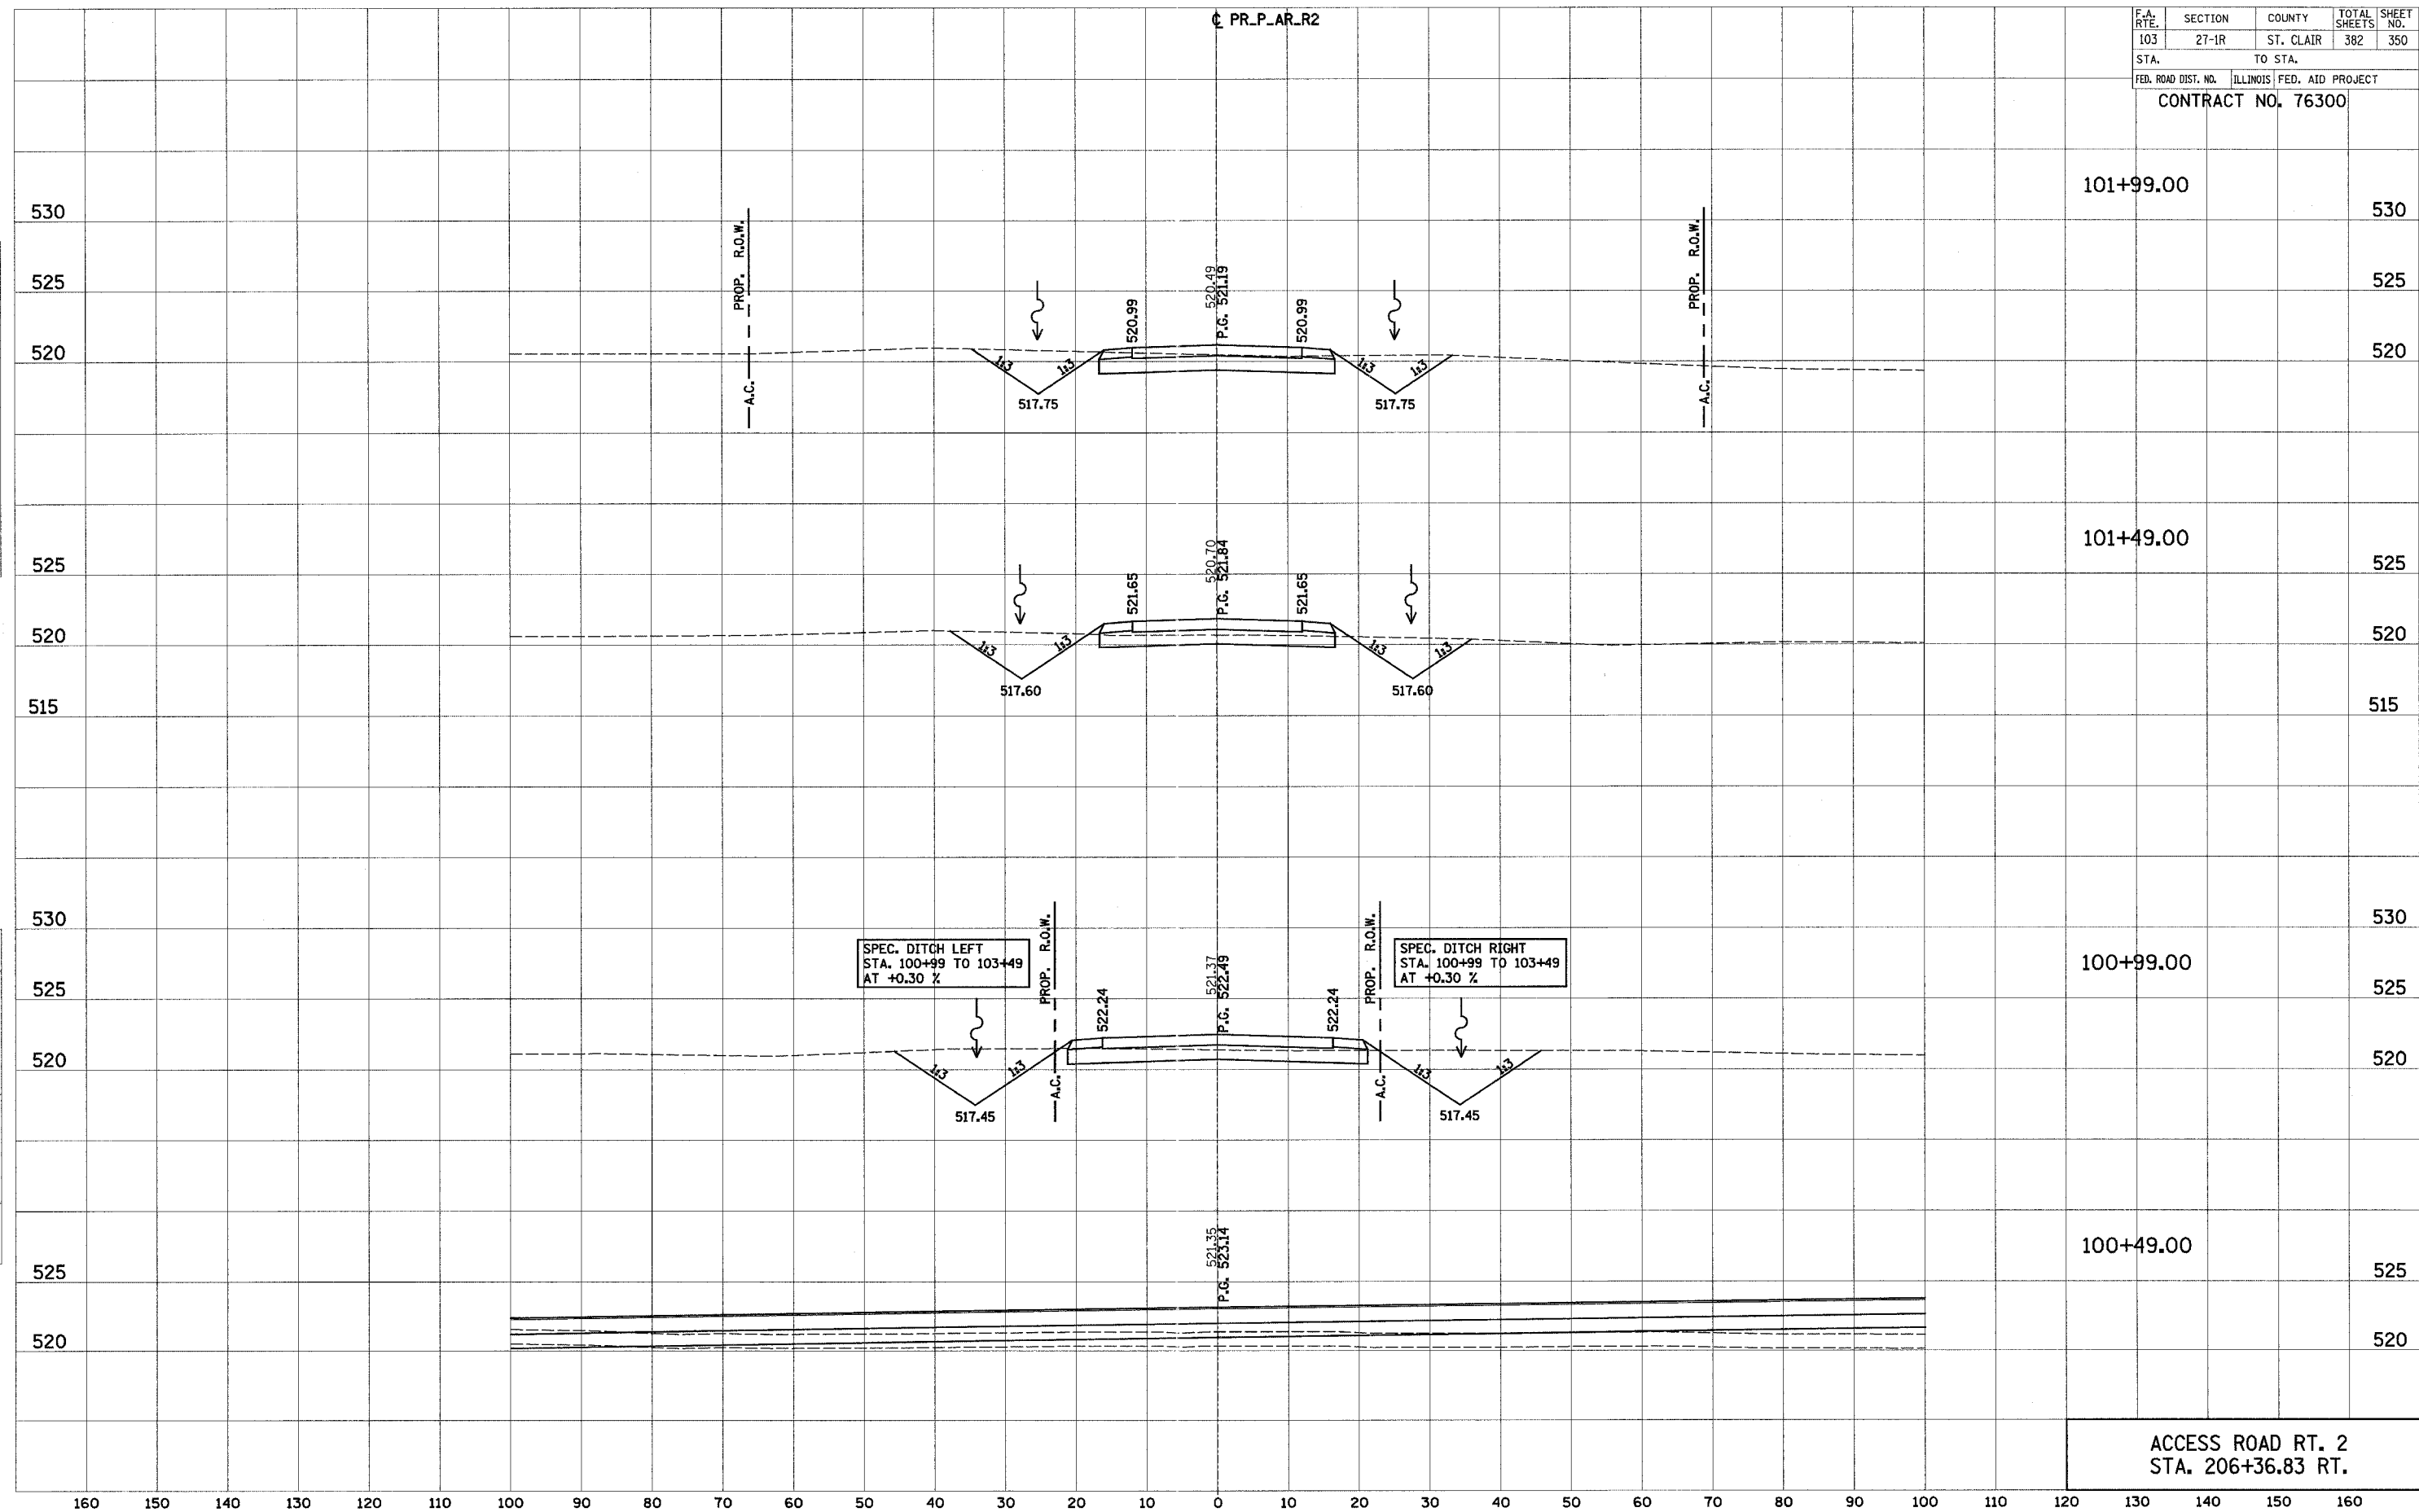 ℄ PR_P_AR_R2
F.A. RTE. SECTION COUNTY TOTAL SHEETS SHEET NO.
103 27-1R ST. CLAIR 382 350
STA. TO STA.
FED. ROAD DIST. NO. ILLINOIS FED. AID PROJECT
CONTRACT NO. 76300
101+99.00
530 530
525 525
520 520
PROP. R.O.W.
A.C.
520.99
520.49
P.G. 521.19
520.99
PROP. R.O.W.
A.C.
1:3 1:3 1:3 1:3
517.75 517.75
101+49.00
525 525
520 520
515 515
521.65
520.70
P.G. 521.84
521.65
1:3 1:3 1:3 1:3
517.60 517.60
100+99.00
530 530
525 525
520 520
SPEC. DITCH LEFT
STA. 100+99 TO 103+49
AT +0.30 %
PROP. R.O.W.
A.C.
522.24
521.37
P.G. 522.49
522.24
PROP. R.O.W.
A.C.
SPEC. DITCH RIGHT
STA. 100+99 TO 103+49
AT +0.30 %
1:3 1:3 1:3 1:3
517.45 517.45
100+49.00
525 525
520 520
521.35
P.G. 523.14
ACCESS ROAD RT. 2
STA. 206+36.83 RT.
160 150 140 130 120 110 100 90 80 70 60 50 40 30 20 10 0 10 20 30 40 50 60 70 80 90 100 110 120 130 140 150 160